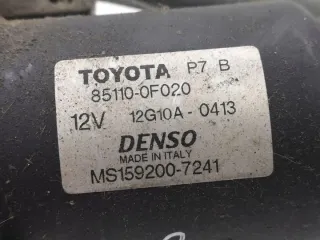 TOYOTA P7 B
85110-0F020
12V 12G10A-0413
DENSO
MADE IN ITALY
MS159200-7241